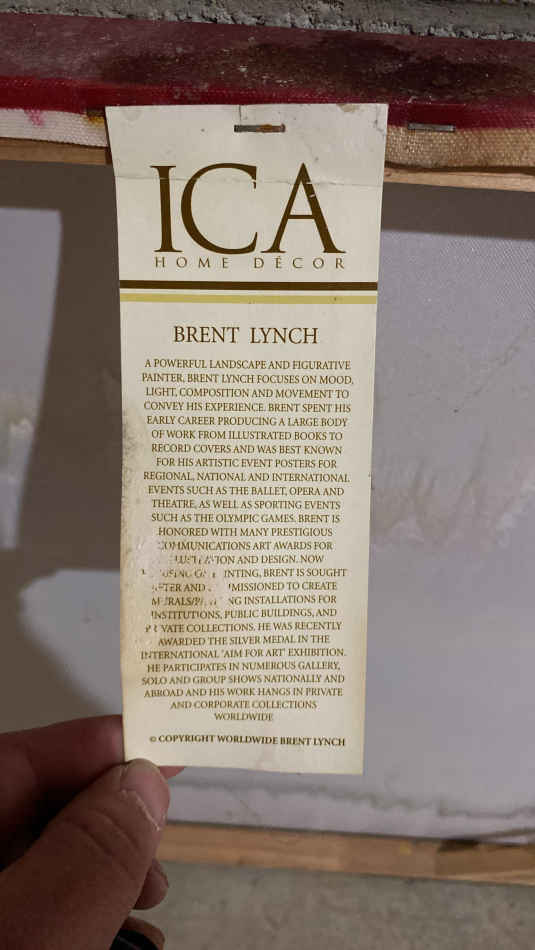 ICA
HOME DÉCOR
BRENT LYNCH
A POWERFUL LANDSCAPE AND FIGURATIVE
PAINTER, BRENT LYNCH FOCUSES ON MOOD,
LIGHT, COMPOSITION AND MOVEMENT TO
CONVEY HIS EXPERIENCE. BRENT SPENT HIS
EARLY CAREER PRODUCING A LARGE BODY
OF WORK FROM ILLUSTRATED BOOKS TO
RECORD COVERS AND WAS BEST KNOWN
FOR HIS ARTISTIC EVENT POSTERS FOR
REGIONAL, NATIONAL AND INTERNATIONAL
EVENTS SUCH AS THE BALLET, OPERA AND
THEATRE, AS WELL AS SPORTING EVENTS
SUCH AS THE OLYMPIC GAMES. BRENT IS
HONORED WITH MANY PRESTIGIOUS
COMMUNICATIONS ART AWARDS FOR
AND DESIGN. NOW
BRENT IS SOUGHT
AND TO CREATE
INSTALLATIONS FOR
INSTITUTIONS, PUBLIC BUILDINGS, AND
PRIVATE COLLECTIONS. HE WAS RECENTLY
AWARDED THE SILVER MEDAL IN THE
INTERNATIONAL 'AIM FOR ART' EXHIBITION.
HE PARTICIPATES IN NUMEROUS GALLERY,
SOLO AND GROUP SHOWS NATIONALLY AND
ABROAD AND HIS WORK HANGS IN PRIVATE
AND CORPORATE COLLECTIONS
WORLDWIDE
© COPYRIGHT WORLDWIDE BRENT LYNCH